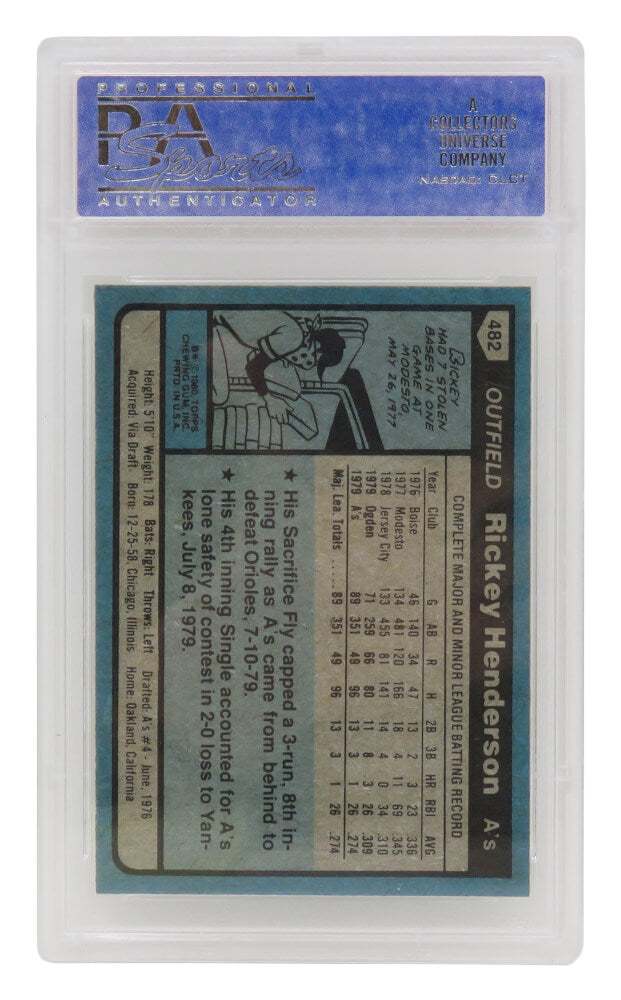 PROFESSIONAL
PSA
Sports
AUTHENTICATOR
A
COLLECTORS
UNIVERSE
COMPANY
NASDAQ: CLCT
482 OUTFIELD Rickey Henderson A's
RICKEY
HAD 7 STOLEN
BASES IN ONE
GAME AT
MODESTO,
MAY 26, 1977
B* © 1980 TOPPS
CHEWING GUM, INC.
PRTD. IN U.S.A.
COMPLETE MAJOR AND MINOR LEAGUE BATTING RECORD
Year Club G AB R H 2B 3B HR RBI AVG
1976 Boise 46 140 34 47 13 2 3 23 .336
1977 Modesto 134 481 120 166 18 4 11 69 .345
1978 Jersey City 133 455 81 141 14 4 0 34 .310
1979 Ogden 71 259 66 80 11 8 3 26 .309
1979 A's 89 351 49 96 13 3 1 26 .274
Maj. Lea. Totals ..... 89 351 49 96 13 3 1 26 .274
★ His Sacrifice Fly capped a 3-run, 8th in-
ning rally as A's came from behind to
defeat Orioles, 7-10-79.
★ His 4th inning Single accounted for A's
lone safety of contest in 2-0 loss to Yan-
kees, July 8, 1979.
Height: 5'10" Weight: 178 Bats: Right Throws: Left Drafted: A's #4 - June, 1976
Acquired: Via Draft Born: 12-25-58, Chicago, Illinois Home: Oakland, California